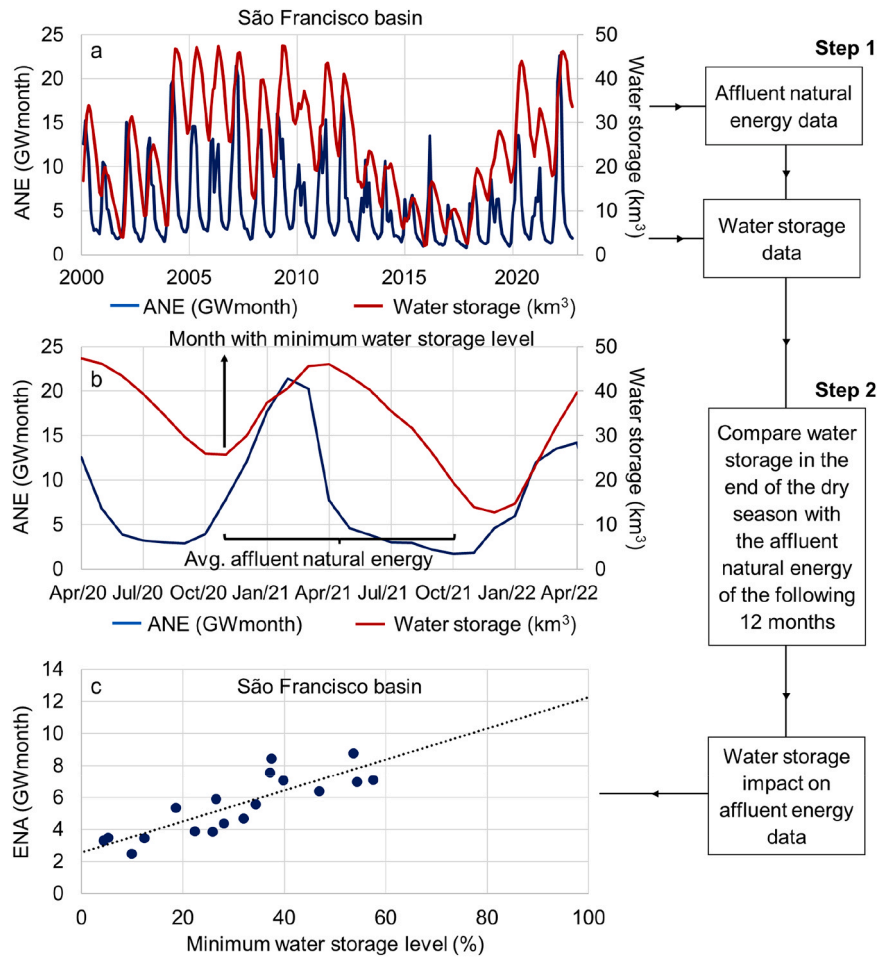 São Francisco basin
a
ANE (GWmonth)
25
20
15
10
5
0
50
40
30
20
10
0
Water storage (km³)
2000 2005 2010 2015 2020
ANE (GWmonth) Water storage (km³)
Month with minimum water storage level
b
ANE (GWmonth)
25
20
15
10
5
0
50
40
30
20
10
0
Water storage (km³)
Avg. affluent natural energy
Apr/20 Jul/20 Oct/20 Jan/21 Apr/21 Jul/21 Oct/21 Jan/22 Apr/22
ANE (GWmonth) Water storage (km³)
c
São Francisco basin
ENA (GWmonth)
14
12
10
8
6
4
2
0
0 20 40 60 80 100
Minimum water storage level (%)
Step 1
Affluent natural
energy data
Water storage
data
Step 2
Compare water
storage in the
end of the dry
season with
the affluent
natural energy
of the following
12 months
Water storage
impact on
affluent energy
data